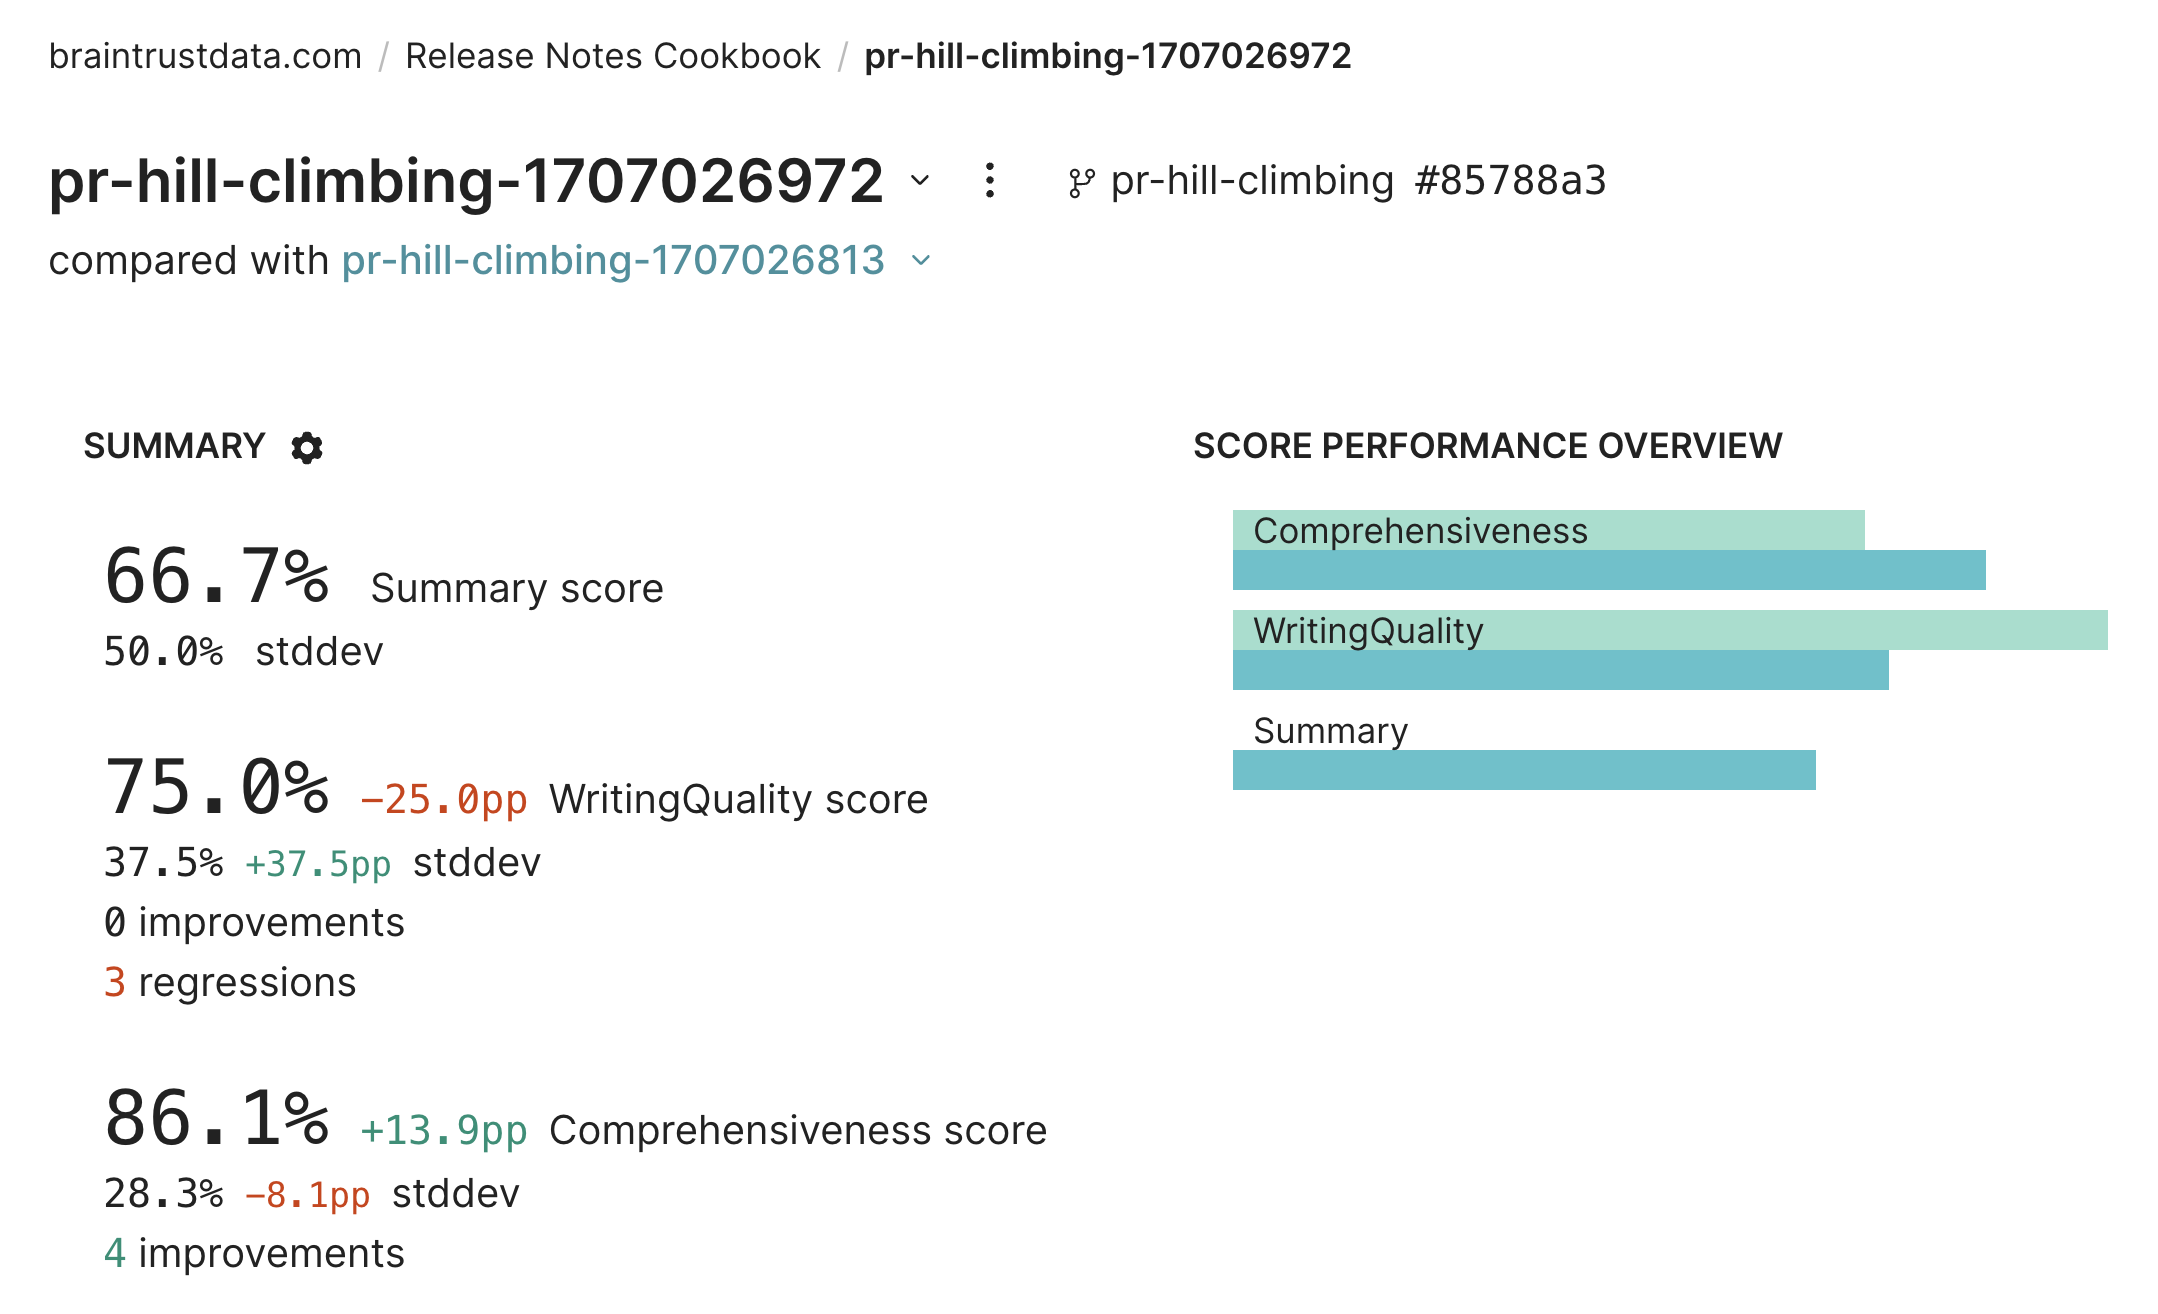 braintrustdata.com / Release Notes Cookbook / pr-hill-climbing-1707026972
pr-hill-climbing-1707026972
pr-hill-climbing #85788a3
compared with pr-hill-climbing-1707026813
SUMMARY
66.7% Summary score
50.0% stddev
75.0% −25.0pp WritingQuality score
37.5% +37.5pp stddev
0 improvements
3 regressions
86.1% +13.9pp Comprehensiveness score
28.3% −8.1pp stddev
4 improvements
SCORE PERFORMANCE OVERVIEW
Comprehensiveness
WritingQuality
Summary